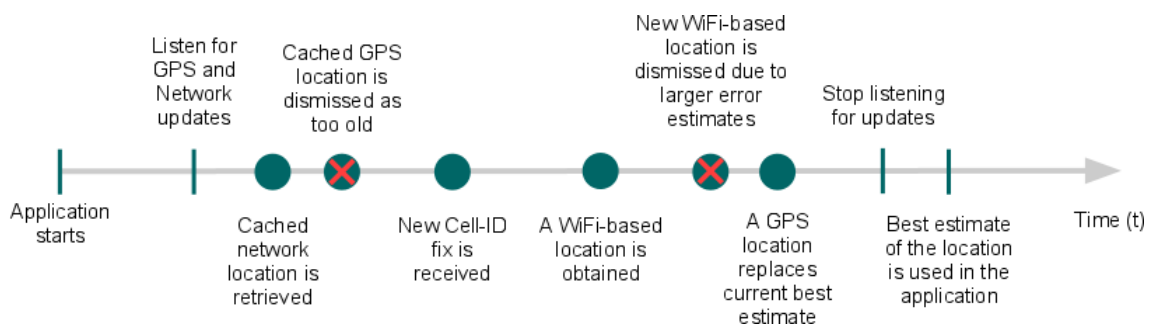 Application
starts
Listen for
GPS and
Network
updates
Cached
network
location is
retrieved
Cached GPS
location is
dismissed as
too old
New Cell-ID
fix is
received
A WiFi-based
location is
obtained
New WiFi-based
location is
dismissed due to
larger error
estimates
A GPS
location
replaces
current best
estimate
Stop listening
for updates
Best estimate
of the location
is used in the
application
Time (t)